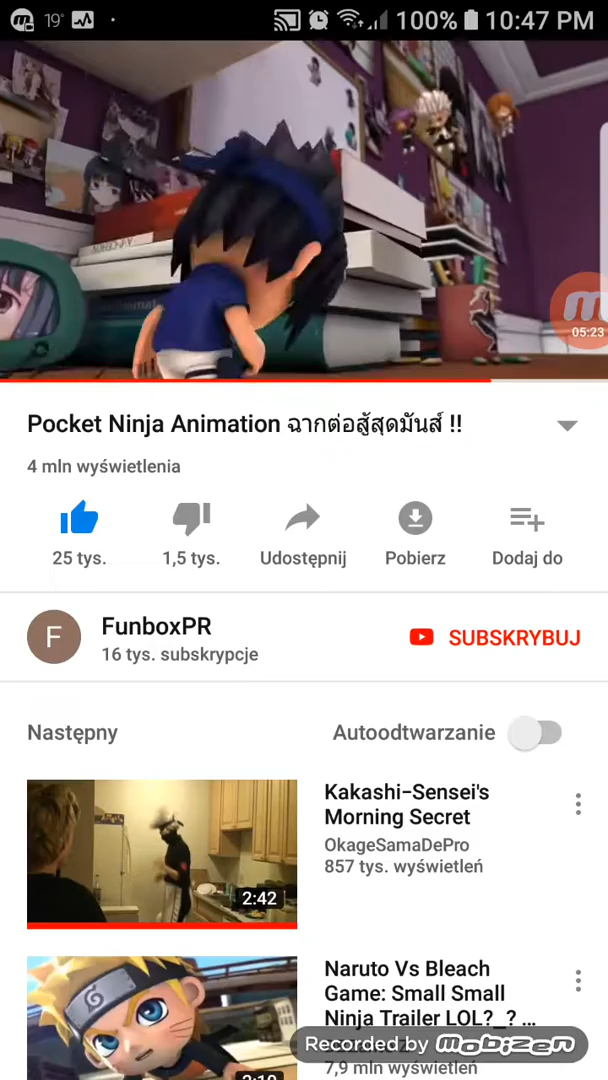 19°
100%
10:47 PM
05:23
Pocket Ninja Animation ฉากต่อสู้สุดมันส์ !!
4 mln wyświetlenia
25 tys.
1,5 tys.
Udostępnij
Pobierz
Dodaj do
F
FunboxPR
16 tys. subskrypcje
SUBSKRYBUJ
Następny
Autoodtwarzanie
2:42
Kakashi-Sensei's
Morning Secret
OkageSamaDePro
857 tys. wyświetleń
Naruto Vs Bleach
Game: Small Small
Ninja Trailer LOL?_? ...
Recorded by mobizen
7,9 mln wyświetleń